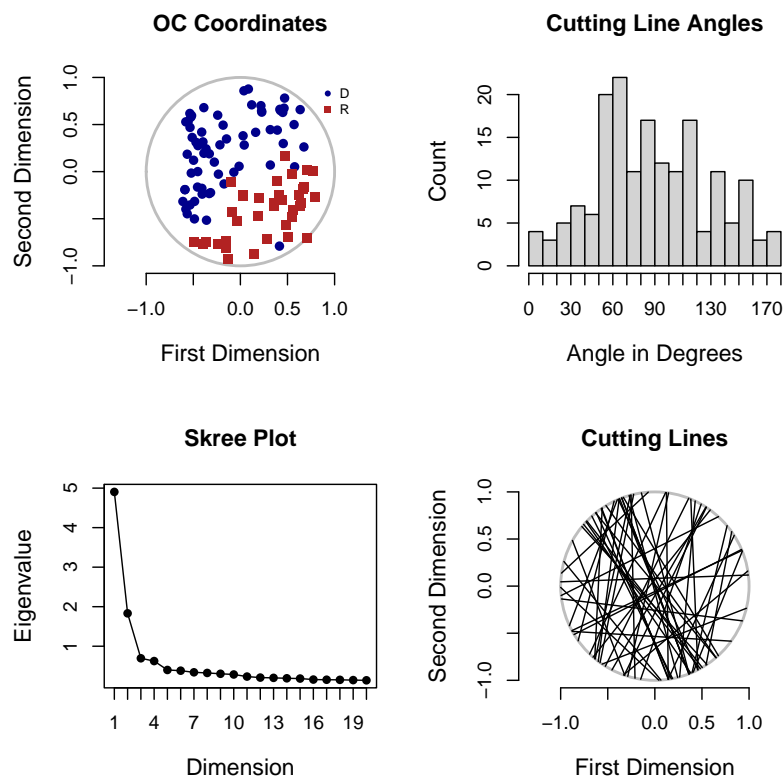 OC Coordinates
1.0
0.5
0.0
−1.0
Second Dimension
−1.0
0.0
0.5
1.0
First Dimension
D
R
Cutting Line Angles
20
15
10
5
0
Count
0
30
60
90
130
170
Angle in Degrees
Skree Plot
5
4
3
2
1
Eigenvalue
1
4
7
10
13
16
19
Dimension
Cutting Lines
1.0
0.5
0.0
−1.0
Second Dimension
−1.0
0.0
0.5
1.0
First Dimension